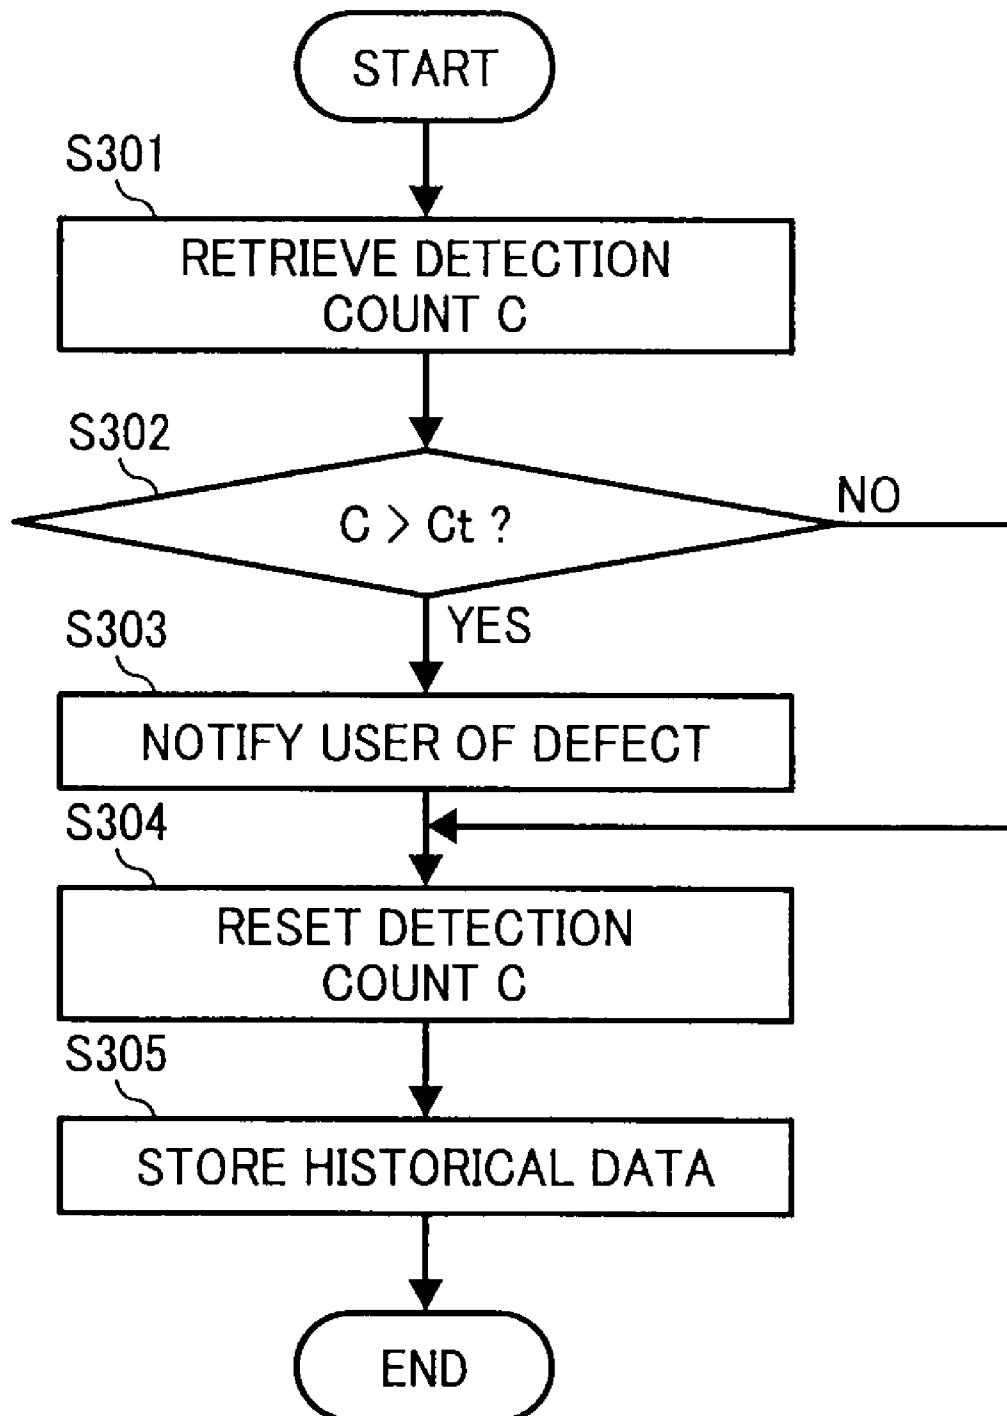 START
S301
RETRIEVE DETECTION
COUNT C
S302
C > Ct ?
NO
YES
S303
NOTIFY USER OF DEFECT
S304
RESET DETECTION
COUNT C
S305
STORE HISTORICAL DATA
END